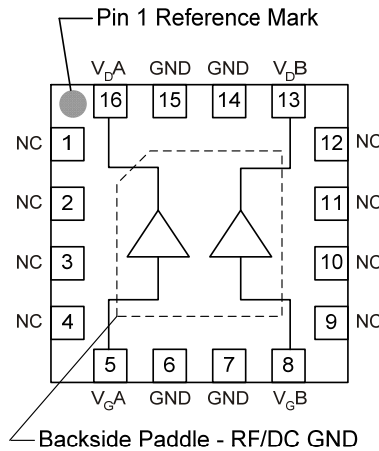 Pin 1 Reference Mark
VDA GND GND VDB
16 15 14 13
NC 1 12 NC
NC 2 11 NC
NC 3 10 NC
NC 4 9 NC
5 6 7 8
VGA GND GND VGB
Backside Paddle - RF/DC GND